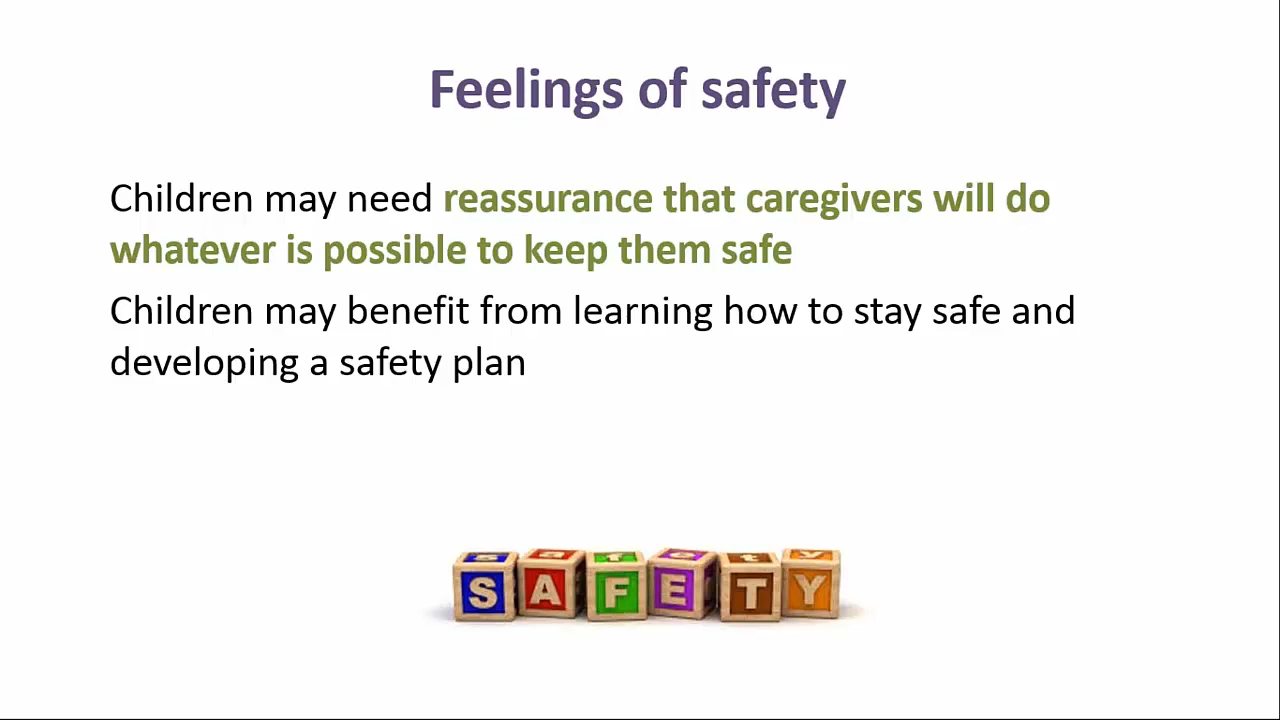 Feelings of safety
Children may need reassurance that caregivers will do
whatever is possible to keep them safe
Children may benefit from learning how to stay safe and
developing a safety plan
s a f e t y
S A F E T Y